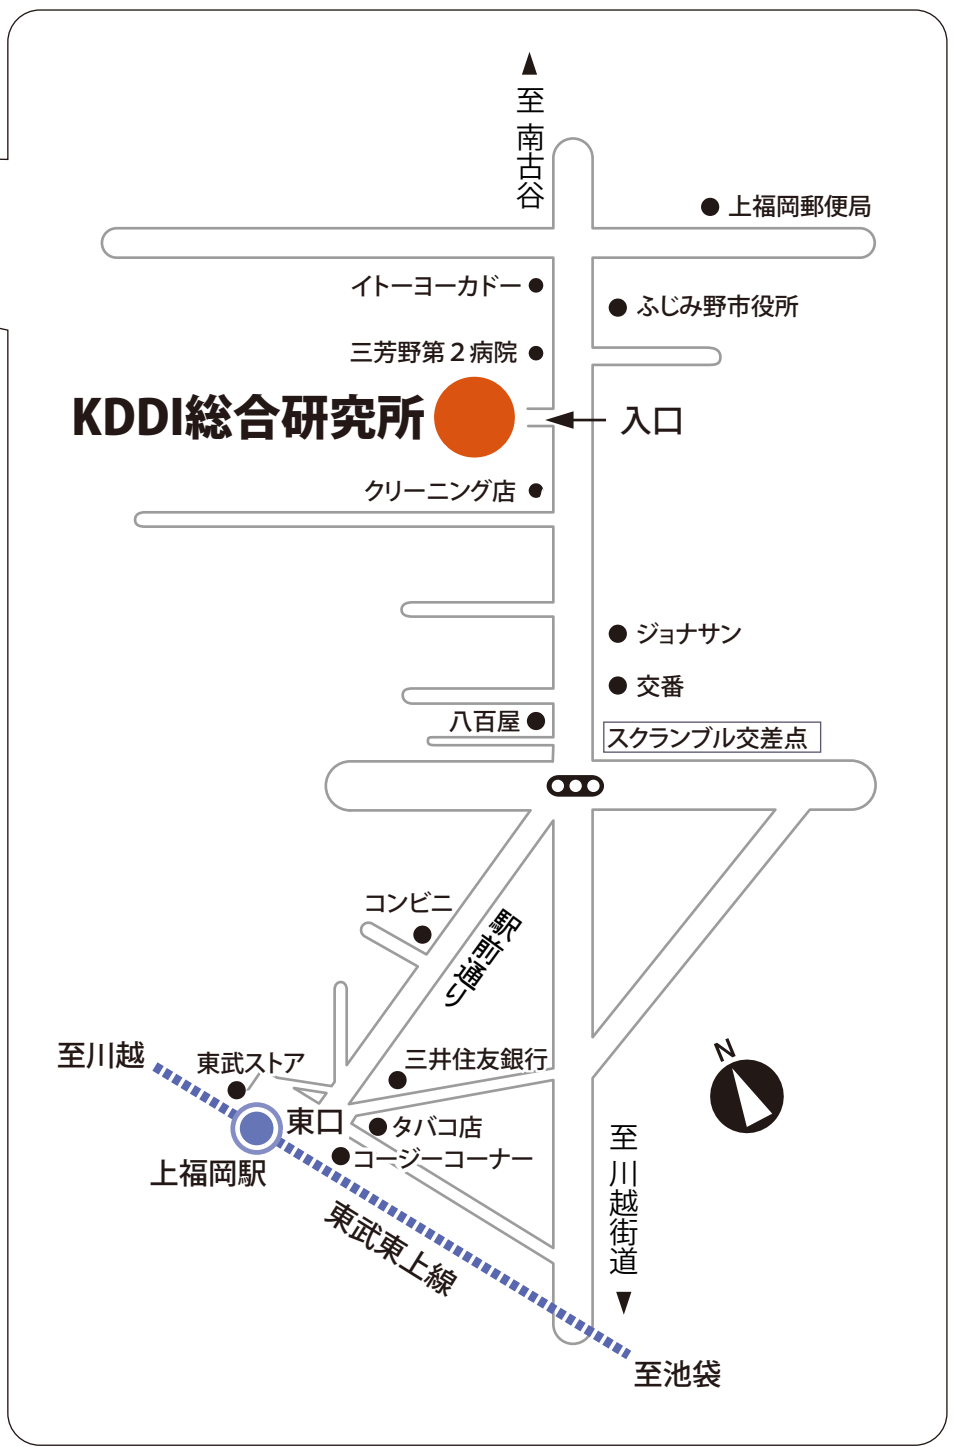 至 南古谷
上福岡郵便局
イトーヨーカドー
ふじみ野市役所
三芳野第２病院
KDDI総合研究所
入口
クリーニング店
ジョナサン
交番
八百屋
スクランブル交差点
コンビニ
駅前通り
N
至川越
東武ストア
三井住友銀行
東口
タバコ店
コージーコーナー
上福岡駅
至 川越街道
東武東上線
至池袋